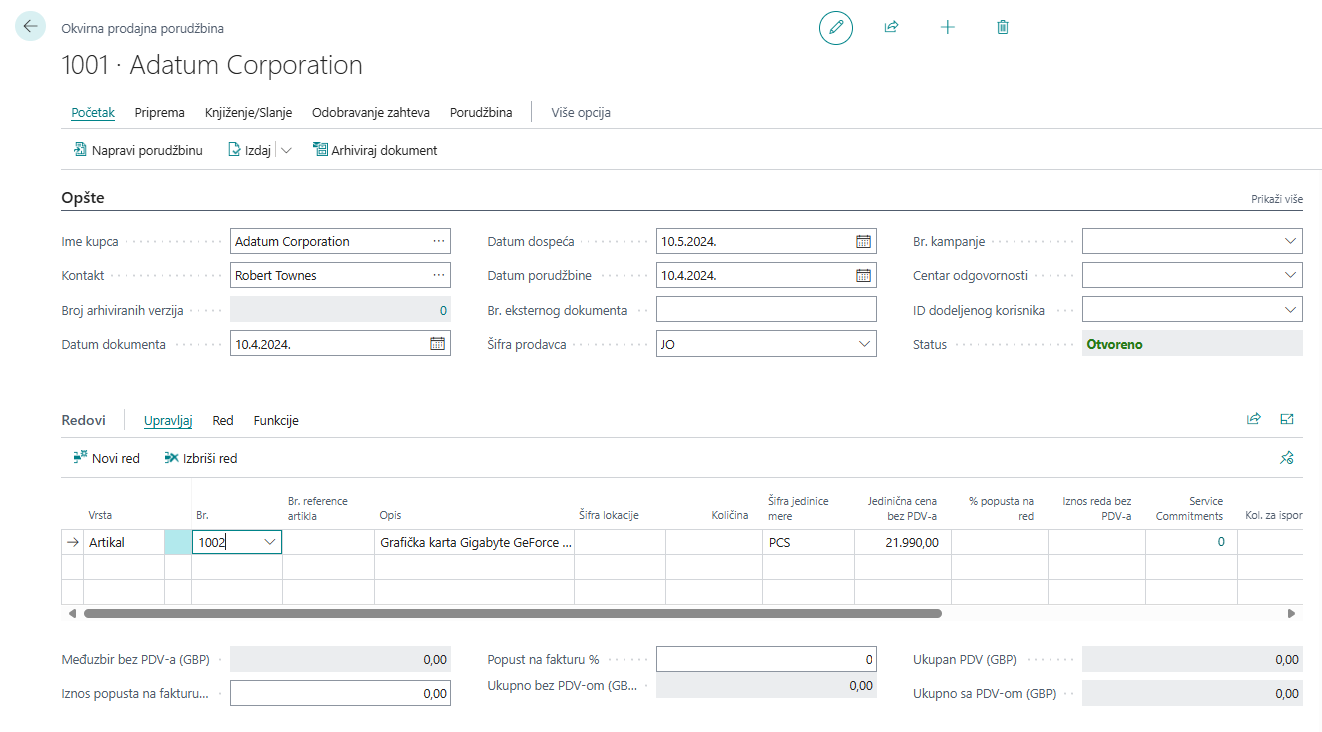 Okvirna prodajna porudžbina
1001 · Adatum Corporation
Početak Priprema Knjiženje/Slanje Odobravanje zahteva Porudžbina Više opcija
Napravi porudžbinu Izdaj Arhiviraj dokument
Opšte Prikaži više
Ime kupca Adatum Corporation ··· Datum dospeća 10.5.2024. Br. kampanje
Kontakt Robert Townes ··· Datum porudžbine 10.4.2024. Centar odgovornosti
Broj arhiviranih verzija 0 Br. eksternog dokumenta ID dodeljenog korisnika
Datum dokumenta 10.4.2024. Šifra prodavca JO Status Otvoreno
Redovi Upravljaj Red Funkcije
Novi red Izbriši red
Br. reference Šifra jedinice Jedinična cena % popusta na Iznos reda bez Service
Vrsta Br. artikla Opis Šifra lokacije Količina mere bez PDV-a red PDV-a Commitments Kol. za ispor
Artikal 1002 Grafička karta Gigabyte GeForce ... PCS 21.990,00 0
Međuzbir bez PDV-a (GBP) 0,00 Popust na fakturu % 0 Ukupan PDV (GBP) 0,00
Iznos popusta na fakturu... 0,00 Ukupno bez PDV-om (GB... 0,00 Ukupno sa PDV-om (GBP) 0,00